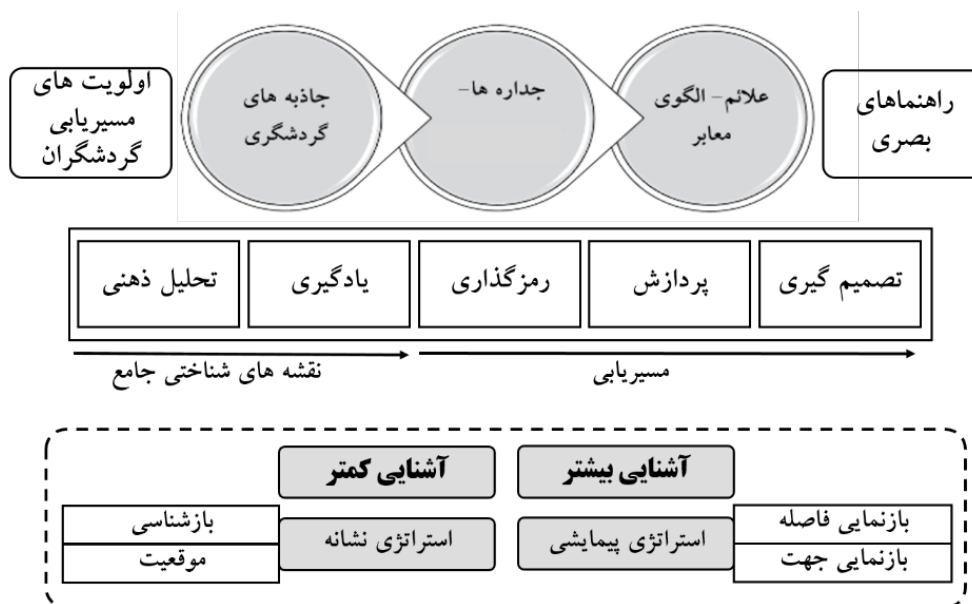 راهنماهای
بصری
علائم- الگوی
معابر
جداره ها-
جاذبه های
گردشگری
اولویت های
مسیریابی
گردشگران
تصمیم گیری
پردازش
رمزگذاری
یادگیری
تحلیل ذهنی
مسیریابی
نقشه های شناختی جامع
آشنایی بیشتر
آشنایی کمتر
بازنمایی فاصله
بازنمایی جهت
استراتژی پیمایشی
استراتژی نشانه
بازشناسی
موقعیت